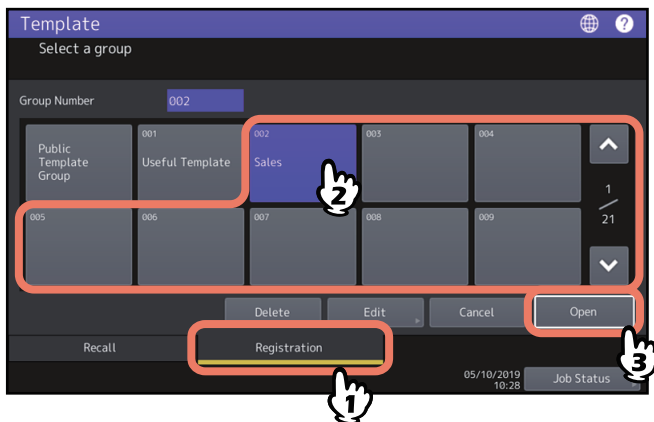 Template
?
Select a group
Group Number 002
Public
Template
Group
001
Useful Template
002
Sales
003
004
1
21
005
006
007
008
009
Delete
Edit
Cancel
Open
Recall
Registration
05/10/2019
10:28
Job Status
2
1
3